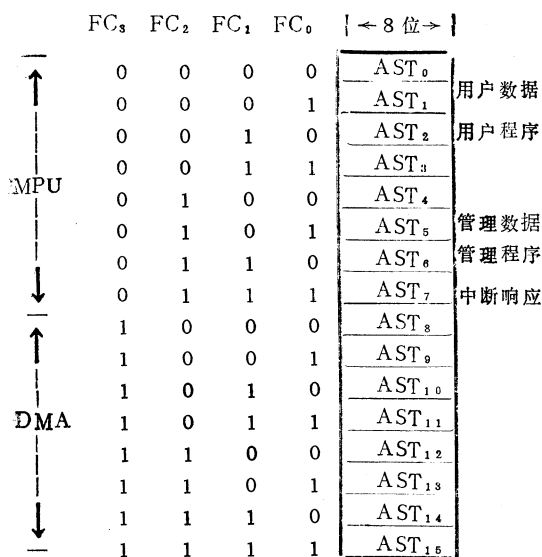 FC₃ FC₂ FC₁ FC₀ |←8位→|
0 0 0 0 AST₀
用户数据
0 0 0 1 AST₁
0 0 1 0 AST₂ 用户程序
0 0 1 1 AST₃
MPU
0 1 0 0 AST₄
0 1 0 1 AST₅ 管理数据
0 1 1 0 AST₆ 管理程序
0 1 1 1 AST₇ 中断响应
1 0 0 0 AST₈
1 0 0 1 AST₉
1 0 1 0 AST₁₀
DMA 1 0 1 1 AST₁₁
1 1 0 0 AST₁₂
1 1 0 1 AST₁₃
1 1 1 0 AST₁₄
1 1 1 1 AST₁₅